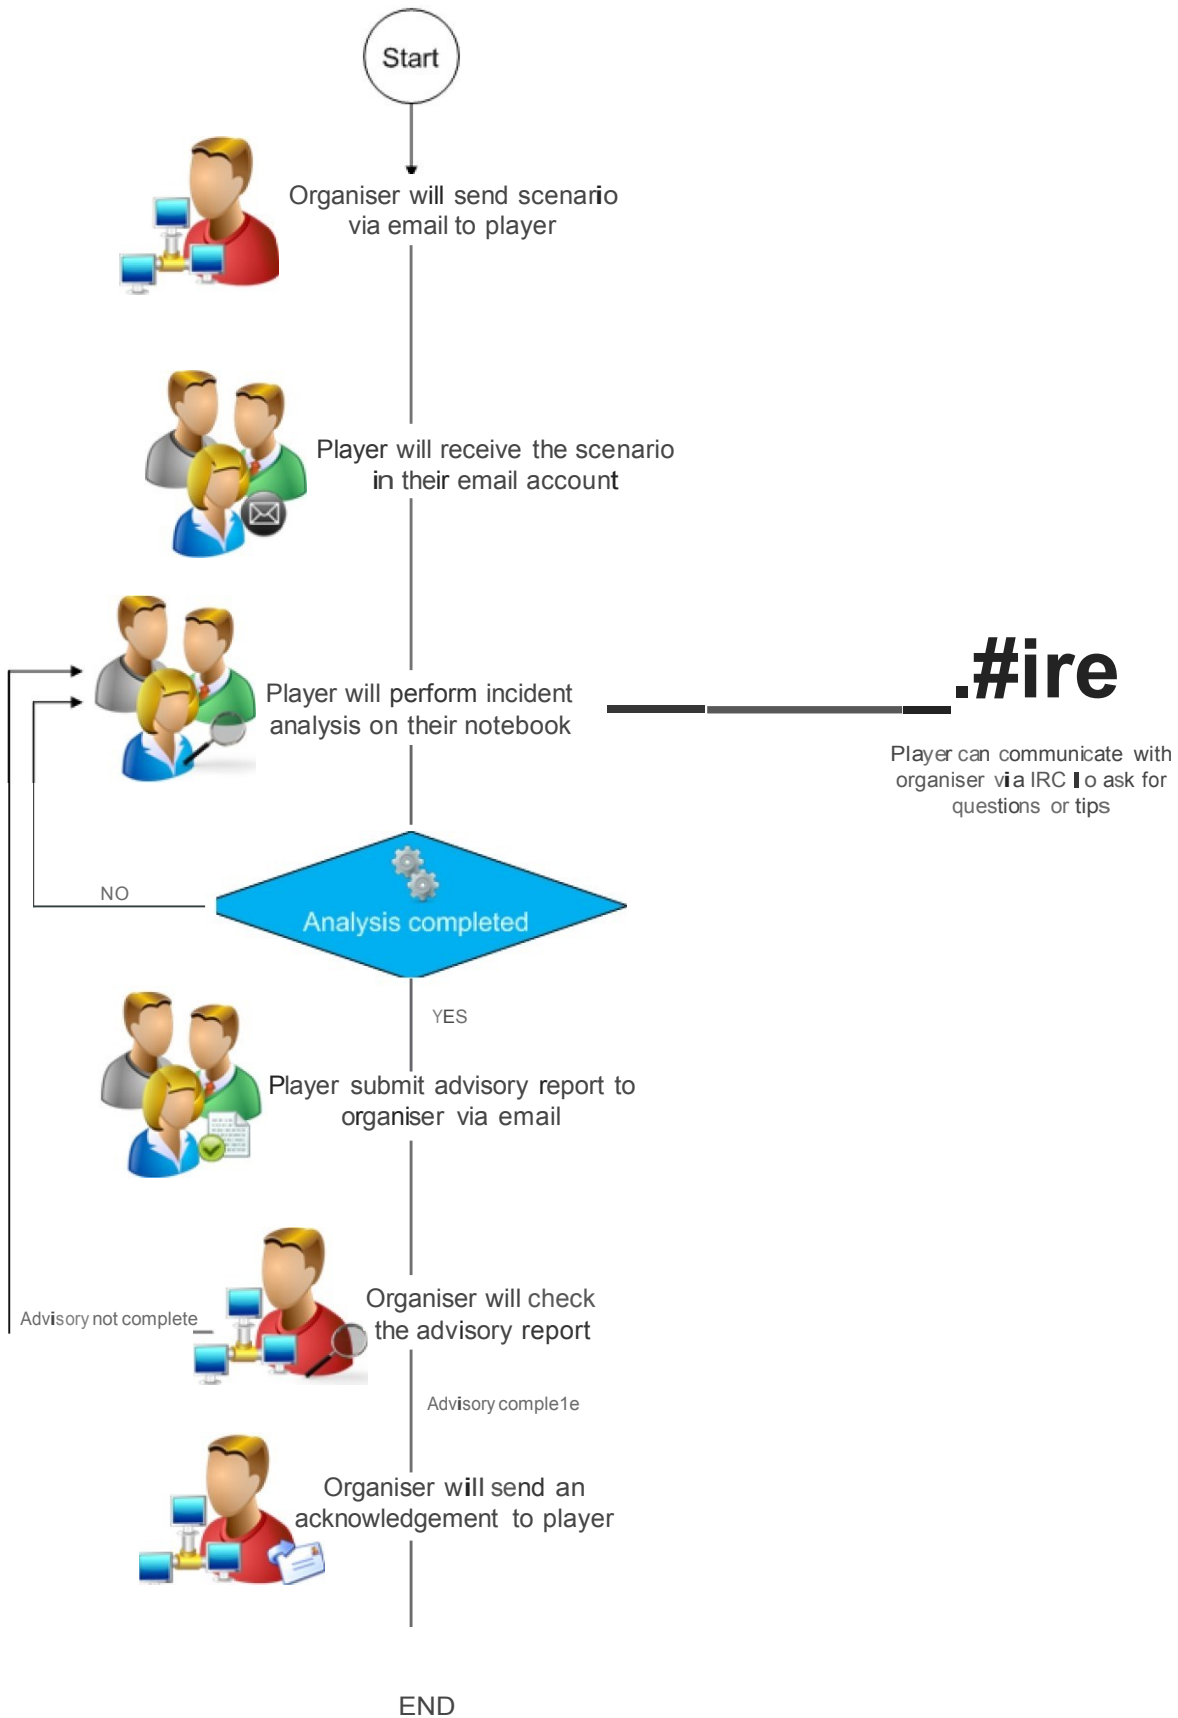 Start
Organiser will send scenario
via email to player
Player will receive the scenario
in their email account
Player will perform incident
analysis on their notebook
.#ire
Player can communicate with
organiser via IRC lo ask for
questions or tips
NO
Analysis completed
YES
Player submit advisory report to
organiser via email
Organiser will check
the advisory report
Advisory not complete
Advisory comple1e
Organiser will send an
acknowledgement to player
END